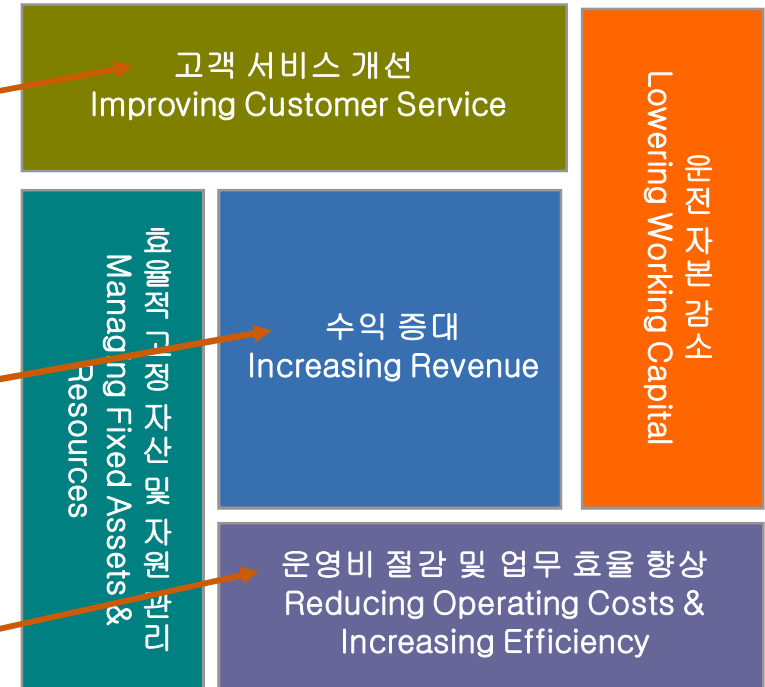 고객 서비스 개선
Improving Customer Service
운전 자본 감소
Lowering Working Capital
효율적 고정 자산 및 자원 관리
Managing Fixed Assets &
Resources
수익 증대
Increasing Revenue
운영비 절감 및 업무 효율 향상
Reducing Operating Costs &
Increasing Efficiency